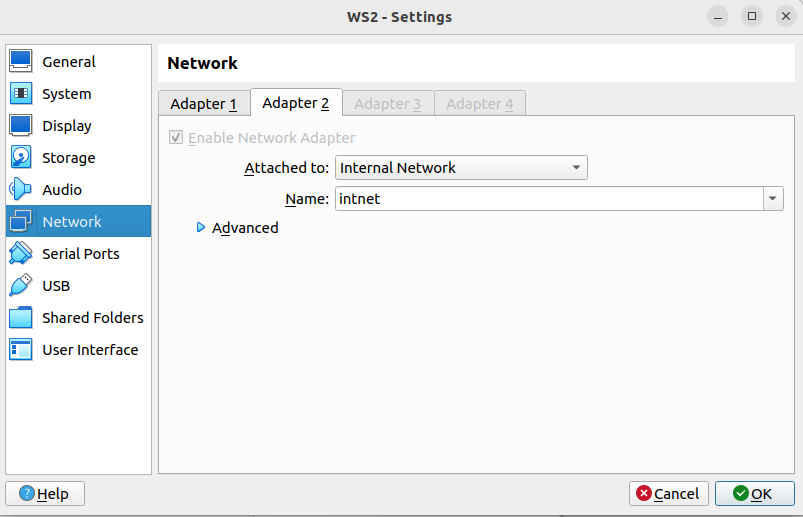 WS2 - Settings
General
System
Display
Storage
Audio
Network
Serial Ports
USB
Shared Folders
User Interface
Network
Adapter 1 Adapter 2 Adapter 3 Adapter 4
Enable Network Adapter
Attached to: Internal Network
Name: intnet
Advanced
Help Cancel OK